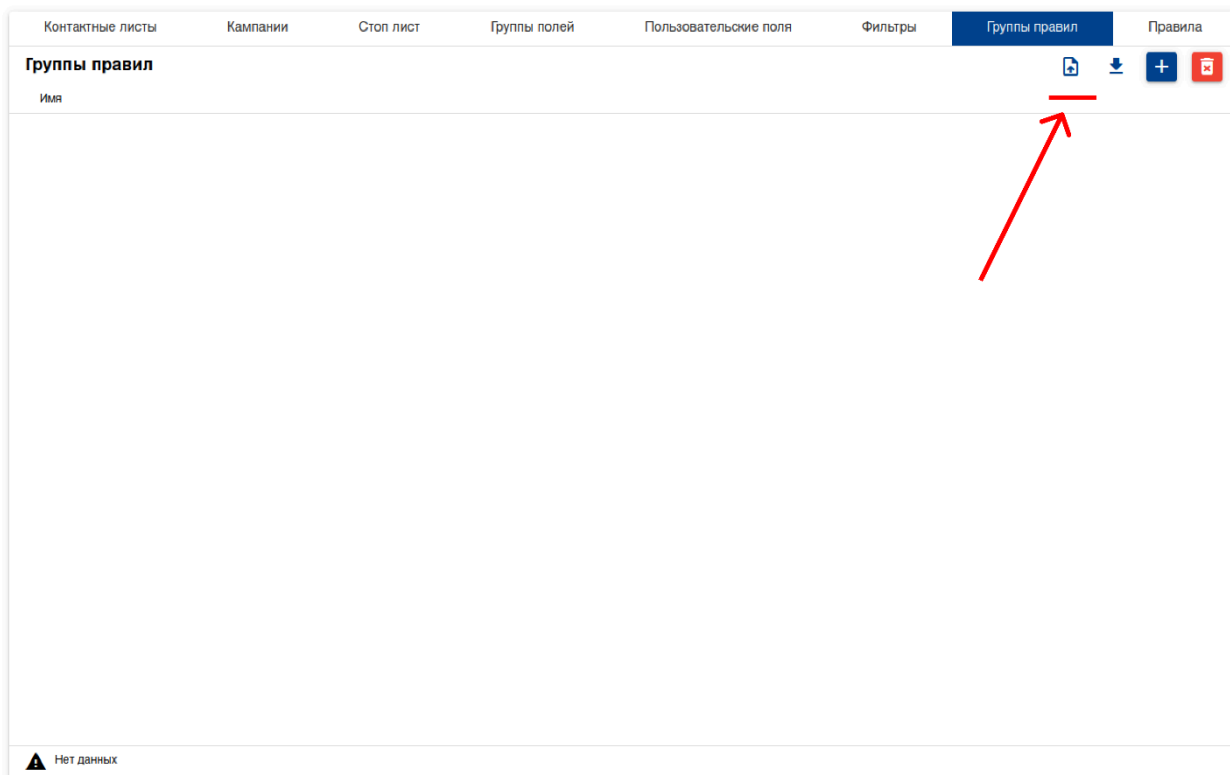 Контактные листы Кампании Стоп лист Группы полей Пользовательские поля Фильтры Группы правил Правила
Группы правил
Имя
Нет данных